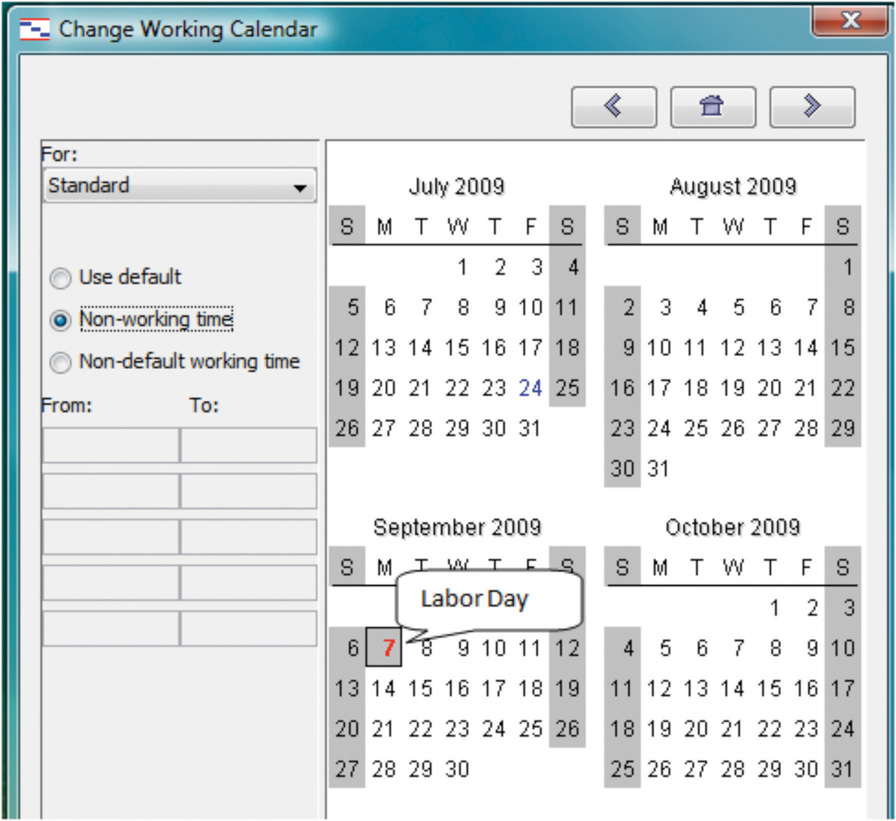 Change Working Calendar
For:
Standard
Use default
Non-working time
Non-default working time
From: To:
July 2009
S M T W T F S
1 2 3 4
5 6 7 8 9 10 11
12 13 14 15 16 17 18
19 20 21 22 23 24 25
26 27 28 29 30 31
August 2009
S M T W T F S
1
2 3 4 5 6 7 8
9 10 11 12 13 14 15
16 17 18 19 20 21 22
23 24 25 26 27 28 29
30 31
September 2009
S M T W T F S
Labor Day
6 7 8 9 10 11 12
13 14 15 16 17 18 19
20 21 22 23 24 25 26
27 28 29 30
October 2009
S M T W T F S
1 2 3
4 5 6 7 8 9 10
11 12 13 14 15 16 17
18 19 20 21 22 23 24
25 26 27 28 29 30 31